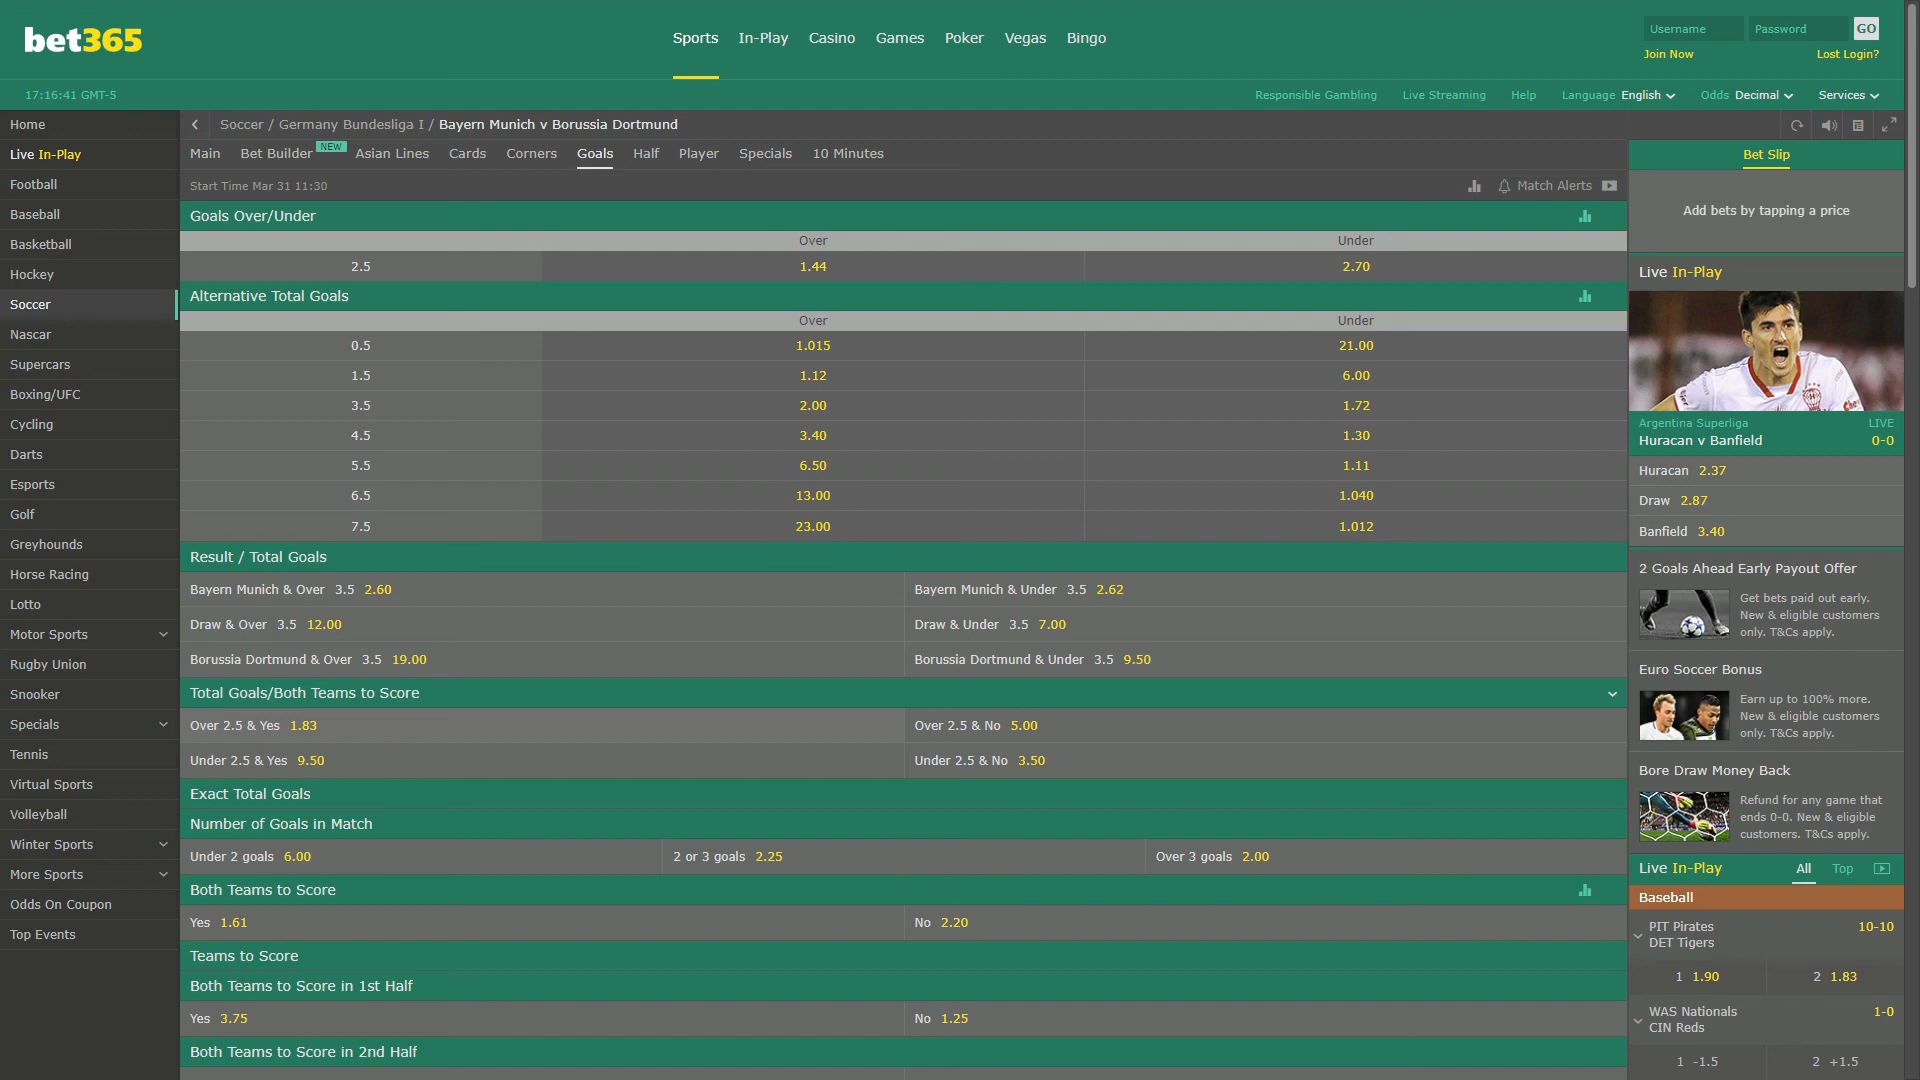 bet365
Sports In-Play Casino Games Poker Vegas Bingo
Username Password GO
Join Now Lost Login?
17:16:41 GMT-5
Responsible Gambling Live Streaming Help Language English Odds Decimal Services
Home
Live In-Play
Football
Baseball
Basketball
Hockey
Soccer
Nascar
Supercars
Boxing/UFC
Cycling
Darts
Esports
Golf
Greyhounds
Horse Racing
Lotto
Motor Sports
Rugby Union
Snooker
Specials
Tennis
Virtual Sports
Volleyball
Winter Sports
More Sports
Odds On Coupon
Top Events
Soccer / Germany Bundesliga I / Bayern Munich v Borussia Dortmund
Main Bet Builder NEW Asian Lines Cards Corners Goals Half Player Specials 10 Minutes
Start Time Mar 31 11:30 Match Alerts
Goals Over/Under
Over Under
2.5 1.44 2.70
Alternative Total Goals
Over Under
0.5 1.015 21.00
1.5 1.12 6.00
3.5 2.00 1.72
4.5 3.40 1.30
5.5 6.50 1.11
6.5 13.00 1.040
7.5 23.00 1.012
Result / Total Goals
Bayern Munich & Over 3.5 2.60 Bayern Munich & Under 3.5 2.62
Draw & Over 3.5 12.00 Draw & Under 3.5 7.00
Borussia Dortmund & Over 3.5 19.00 Borussia Dortmund & Under 3.5 9.50
Total Goals/Both Teams to Score
Over 2.5 & Yes 1.83 Over 2.5 & No 5.00
Under 2.5 & Yes 9.50 Under 2.5 & No 3.50
Exact Total Goals
Number of Goals in Match
Under 2 goals 6.00 2 or 3 goals 2.25 Over 3 goals 2.00
Both Teams to Score
Yes 1.61 No 2.20
Teams to Score
Both Teams to Score in 1st Half
Yes 3.75 No 1.25
Both Teams to Score in 2nd Half
Bet Slip
Add bets by tapping a price
Live In-Play
Argentina Superliga LIVE
Huracan v Banfield 0-0
Huracan 2.37
Draw 2.87
Banfield 3.40
2 Goals Ahead Early Payout Offer
Get bets paid out early.
New & eligible customers
only. T&Cs apply.
Euro Soccer Bonus
Earn up to 100% more.
New & eligible customers
only. T&Cs apply.
Bore Draw Money Back
Refund for any game that
ends 0-0. New & eligible
customers. T&Cs apply.
Live In-Play All Top
Baseball
PIT Pirates 10-10
DET Tigers
1 1.90 2 1.83
WAS Nationals 1-0
CIN Reds
1 -1.5 2 +1.5